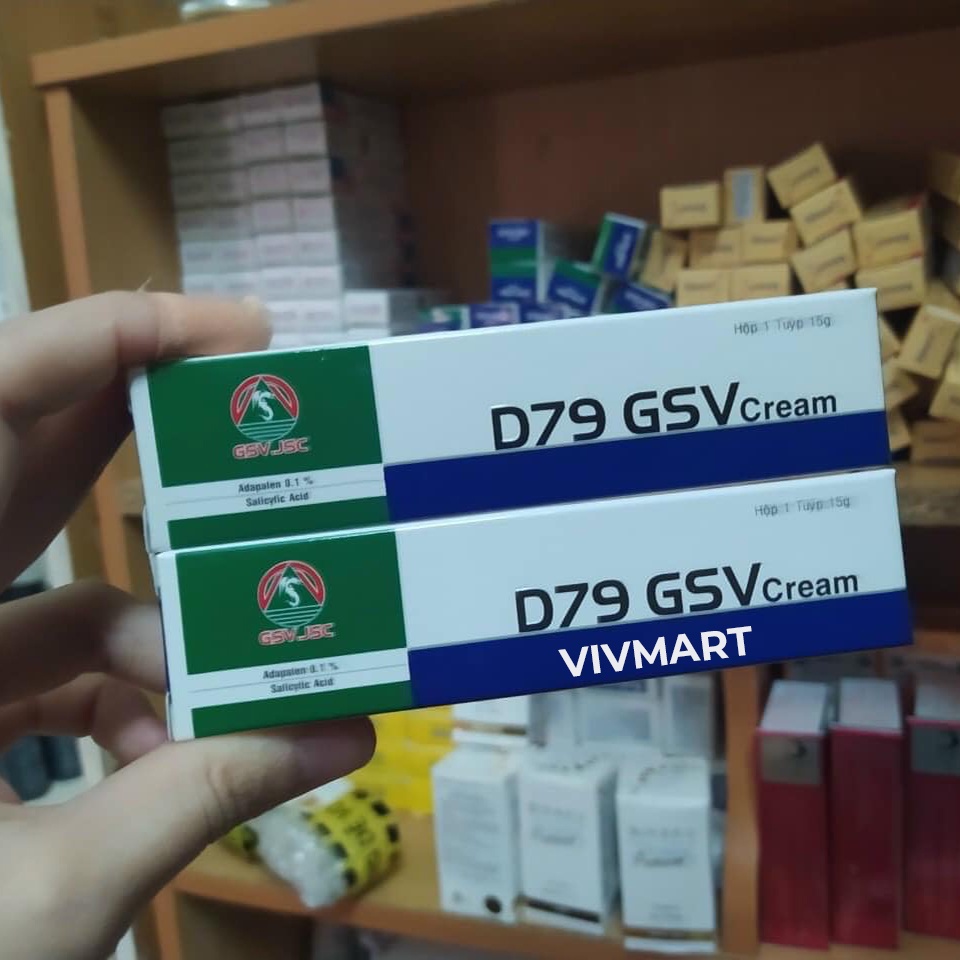 Hộp 1 Tuýp 15g
D79 GSV Cream
GSV.JSC
Adapalen 0.1 %
Salicylic Acid
Hộp 1 Tuýp 15g
D79 GSV Cream
VIVMART
GSV.JSC
Adapalen 0.1 %
Salicylic Acid